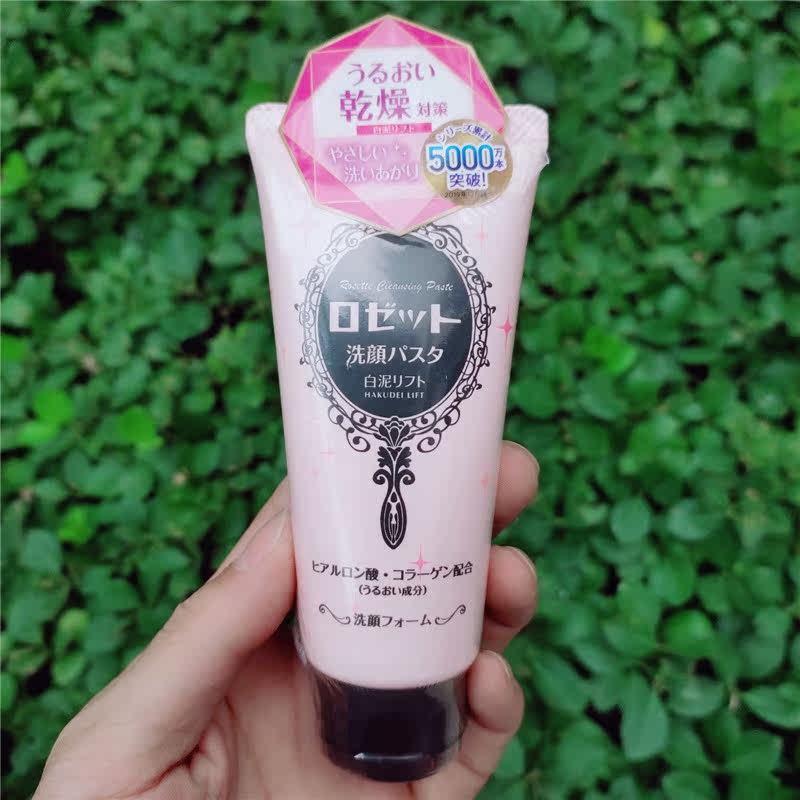 うるおい
乾燥対策
白泥リフト
やさしい
洗いあがり
シリーズ累計
5000万本
突破!
Rosette Cleansing Paste
ロゼット
洗顔パスタ
白泥リフト
HAKUDEI LIFT
ヒアルロン酸・コラーゲン配合
(うるおい成分)
洗顔フォーム